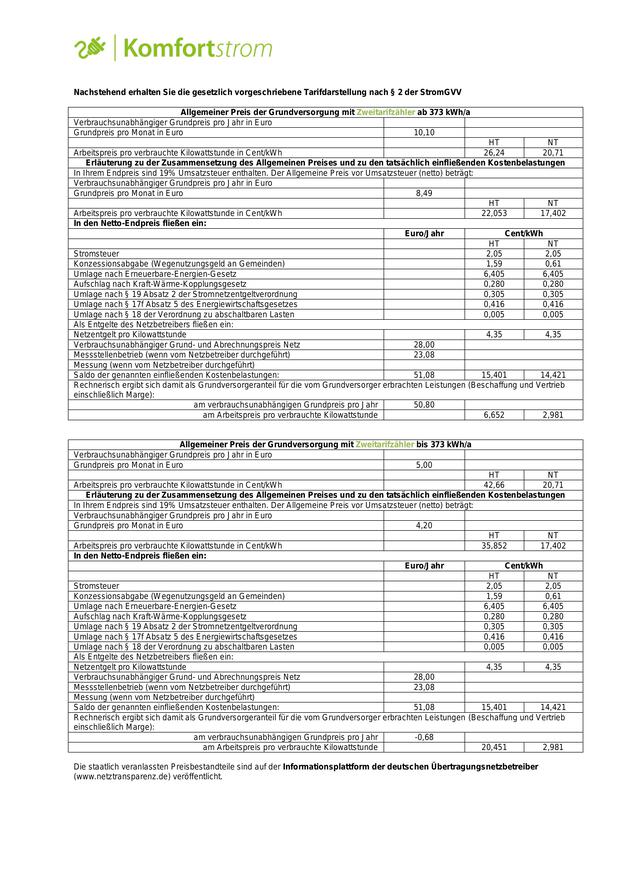 Komfortstrom
Nachstehend erhalten Sie die gesetzlich vorgeschriebene Tarifdarstellung nach § 2 der StromGVV
Allgemeiner Preis der Grundversorgung mit Zweitarifzähler ab 373 kWh/a
Verbrauchsunabhängiger Grundpreis pro Jahr in Euro
Grundpreis pro Monat in Euro 10,10
HT NT
Arbeitspreis pro verbrauchte Kilowattstunde in Cent/kWh 26,24 20,71
Erläuterung zu der Zusammensetzung des Allgemeinen Preises und zu den tatsächlich einfließenden Kostenbelastungen
In Ihrem Endpreis sind 19% Umsatzsteuer enthalten. Der Allgemeine Preis vor Umsatzsteuer (netto) beträgt:
Verbrauchsunabhängiger Grundpreis pro Jahr in Euro
Grundpreis pro Monat in Euro 8,49
HT NT
Arbeitspreis pro verbrauchte Kilowattstunde in Cent/kWh 22,053 17,402
In den Netto-Endpreis fließen ein:
Euro/Jahr Cent/kWh
HT NT
Stromsteuer 2,05 2,05
Konzessionsabgabe (Wegenutzungsgeld an Gemeinden) 1,59 0,61
Umlage nach Erneuerbare-Energien-Gesetz 6,405 6,405
Aufschlag nach Kraft-Wärme-Kopplungsgesetz 0,280 0,280
Umlage nach § 19 Absatz 2 der Stromnetzentgeltverordnung 0,305 0,305
Umlage nach § 17f Absatz 5 des Energiewirtschaftsgesetzes 0,416 0,416
Umlage nach § 18 der Verordnung zu abschaltbaren Lasten 0,005 0,005
Als Entgelte des Netzbetreibers fließen ein:
Netzentgelt pro Kilowattstunde 4,35 4,35
Verbrauchsunabhängiger Grund- und Abrechnungspreis Netz 28,00
Messstellenbetrieb (wenn vom Netzbetreiber durchgeführt) 23,08
Messung (wenn vom Netzbetreiber durchgeführt)
Saldo der genannten einfließenden Kostenbelastungen: 51,08 15,401 14,421
Rechnerisch ergibt sich damit als Grundversorgeranteil für die vom Grundversorger erbrachten Leistungen (Beschaffung und Vertrieb
einschließlich Marge):
am verbrauchsunabhängigen Grundpreis pro Jahr 50,80
am Arbeitspreis pro verbrauchte Kilowattstunde 6,652 2,981
Allgemeiner Preis der Grundversorgung mit Zweitarifzähler bis 373 kWh/a
Verbrauchsunabhängiger Grundpreis pro Jahr in Euro
Grundpreis pro Monat in Euro 5,00
HT NT
Arbeitspreis pro verbrauchte Kilowattstunde in Cent/kWh 42,66 20,71
Erläuterung zu der Zusammensetzung des Allgemeinen Preises und zu den tatsächlich einfließenden Kostenbelastungen
In Ihrem Endpreis sind 19% Umsatzsteuer enthalten. Der Allgemeine Preis vor Umsatzsteuer (netto) beträgt:
Verbrauchsunabhängiger Grundpreis pro Jahr in Euro
Grundpreis pro Monat in Euro 4,20
HT NT
Arbeitspreis pro verbrauchte Kilowattstunde in Cent/kWh 35,852 17,402
In den Netto-Endpreis fließen ein:
Euro/Jahr Cent/kWh
HT NT
Stromsteuer 2,05 2,05
Konzessionsabgabe (Wegenutzungsgeld an Gemeinden) 1,59 0,61
Umlage nach Erneuerbare-Energien-Gesetz 6,405 6,405
Aufschlag nach Kraft-Wärme-Kopplungsgesetz 0,280 0,280
Umlage nach § 19 Absatz 2 der Stromnetzentgeltverordnung 0,305 0,305
Umlage nach § 17f Absatz 5 des Energiewirtschaftsgesetzes 0,416 0,416
Umlage nach § 18 der Verordnung zu abschaltbaren Lasten 0,005 0,005
Als Entgelte des Netzbetreibers fließen ein:
Netzentgelt pro Kilowattstunde 4,35 4,35
Verbrauchsunabhängiger Grund- und Abrechnungspreis Netz 28,00
Messstellenbetrieb (wenn vom Netzbetreiber durchgeführt) 23,08
Messung (wenn vom Netzbetreiber durchgeführt)
Saldo der genannten einfließenden Kostenbelastungen: 51,08 15,401 14,421
Rechnerisch ergibt sich damit als Grundversorgeranteil für die vom Grundversorger erbrachten Leistungen (Beschaffung und Vertrieb
einschließlich Marge):
am verbrauchsunabhängigen Grundpreis pro Jahr -0,68
am Arbeitspreis pro verbrauchte Kilowattstunde 20,451 2,981
Die staatlich veranlassten Preisbestandteile sind auf der Informationsplattform der deutschen Übertragungsnetzbetreiber
(www.netztransparenz.de) veröffentlicht.